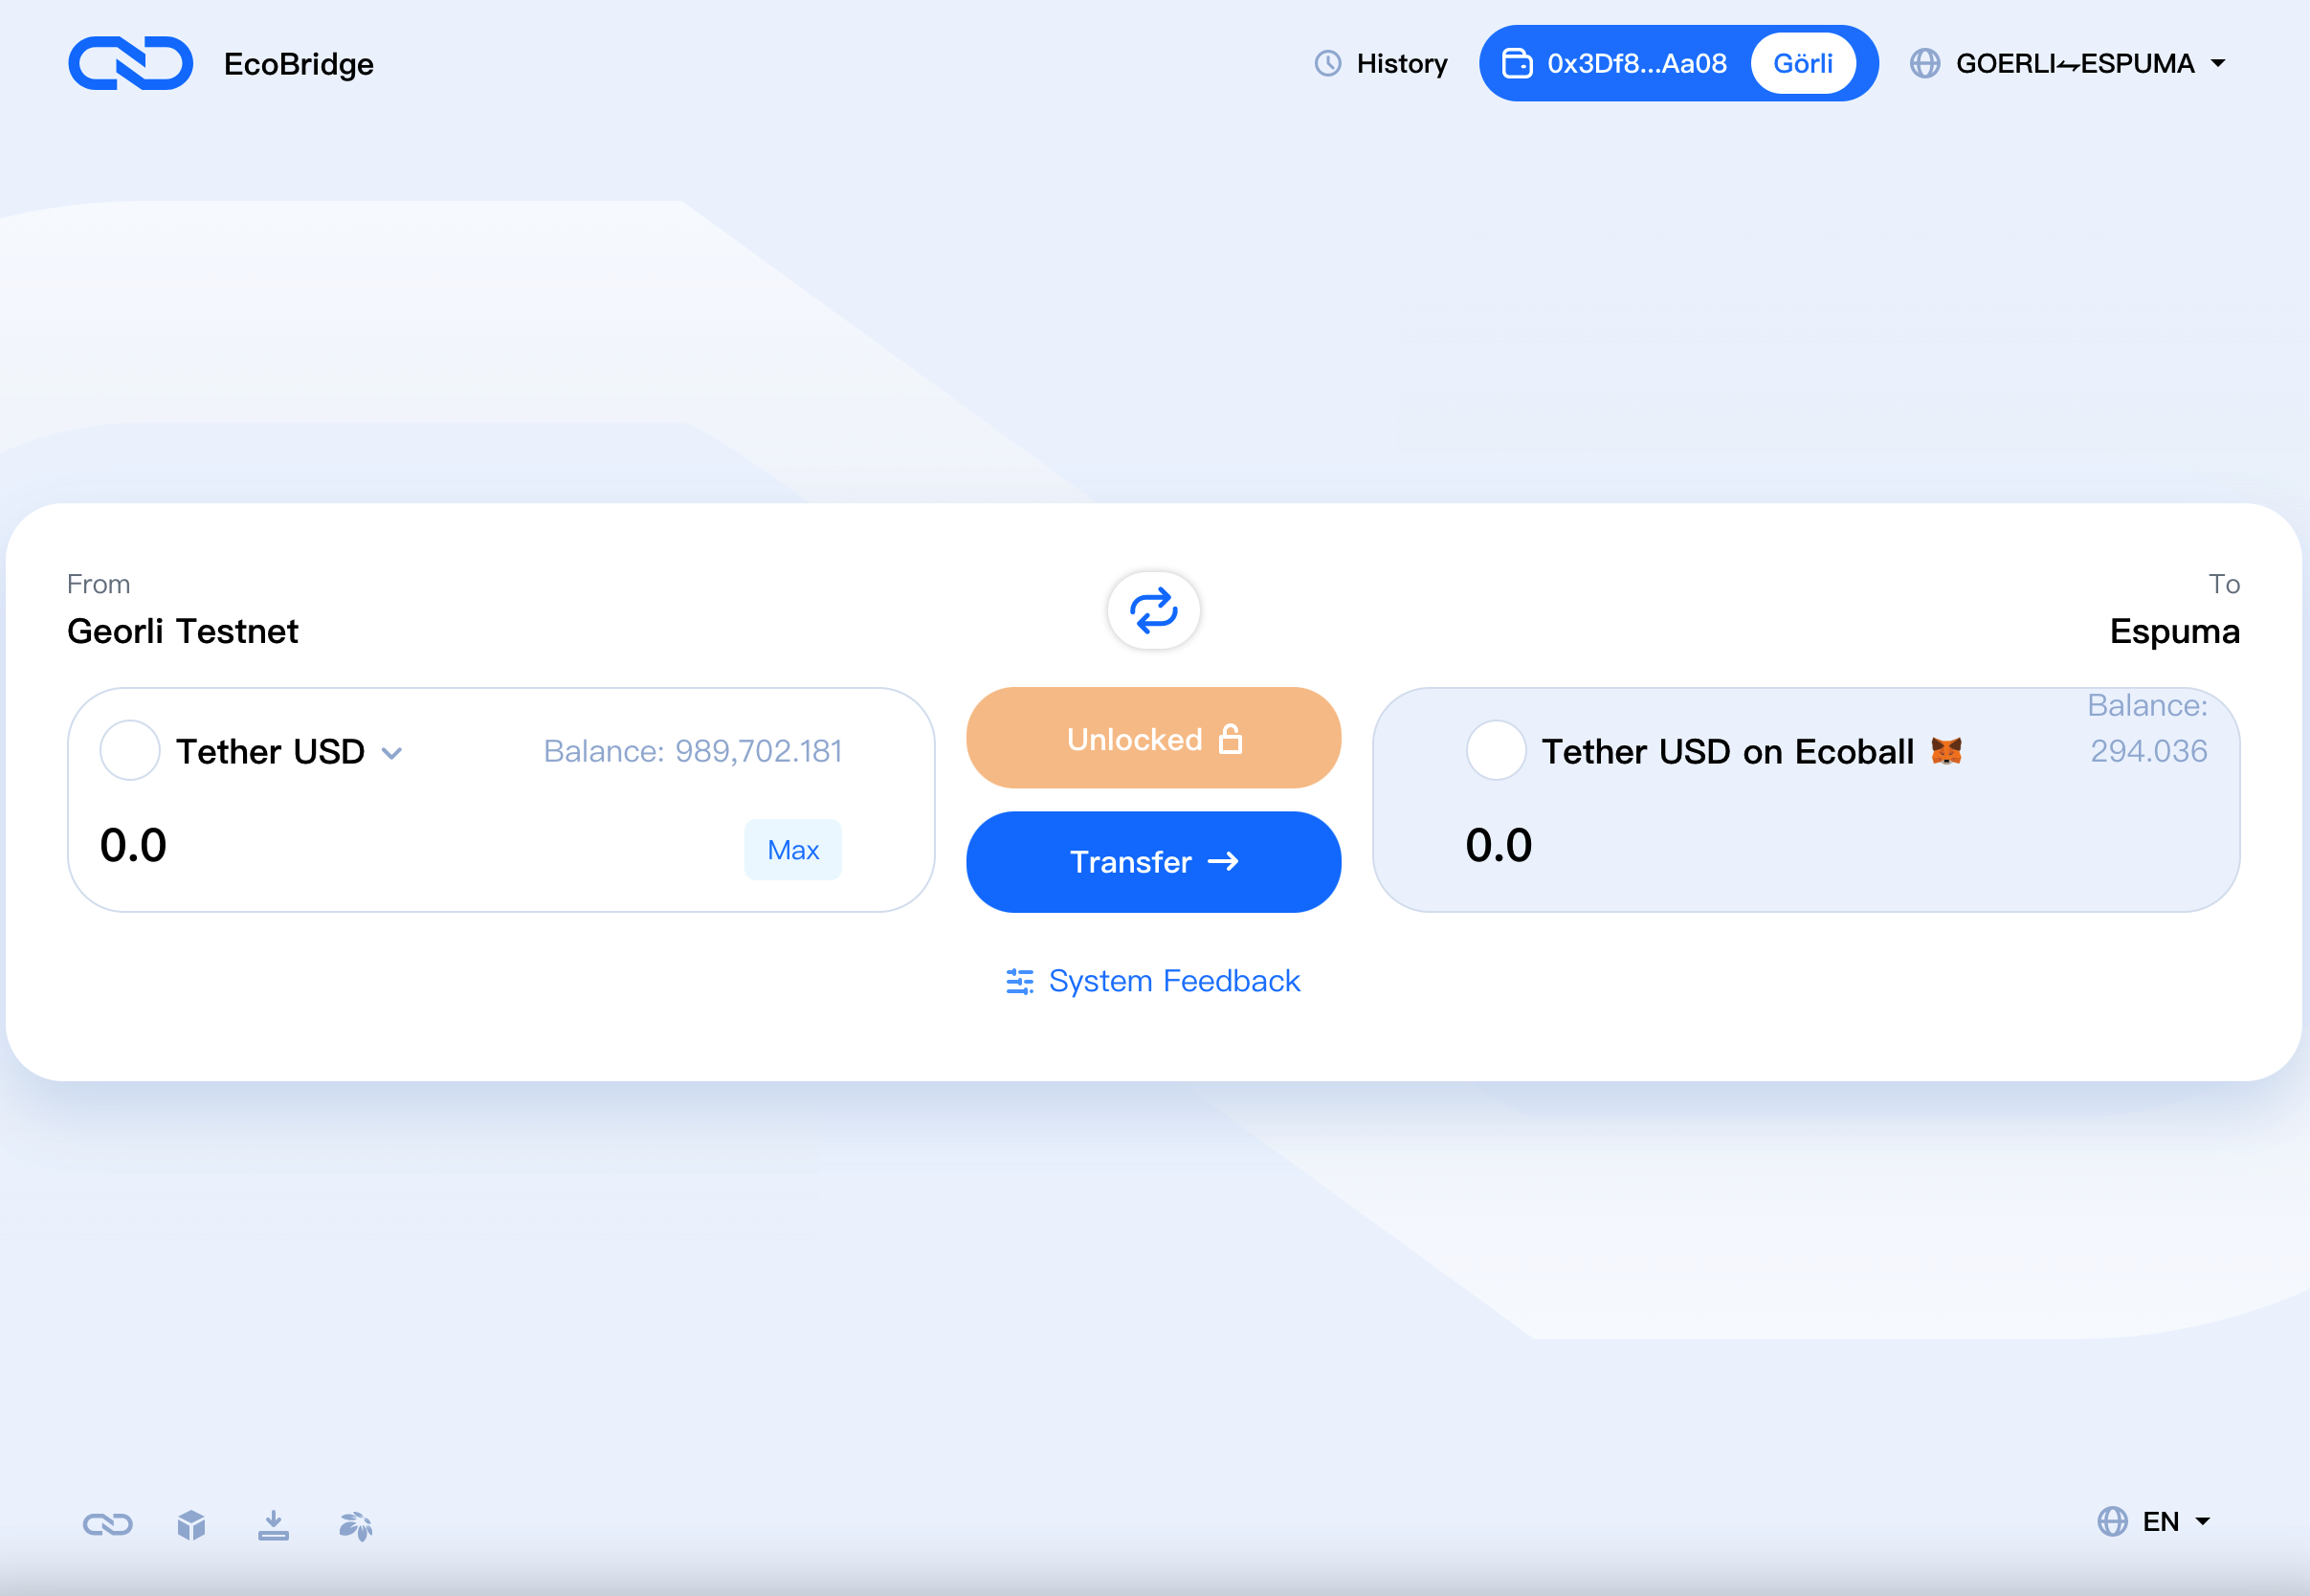 EcoBridge
History
0x3Df8...Aa08
Görli
GOERLI⇋ESPUMA
From
Georli Testnet
To
Espuma
Tether USD
Balance: 989,702.181
0.0
Max
Unlocked
Transfer →
System Feedback
Tether USD on Ecoball
Balance:
294.036
0.0
EN